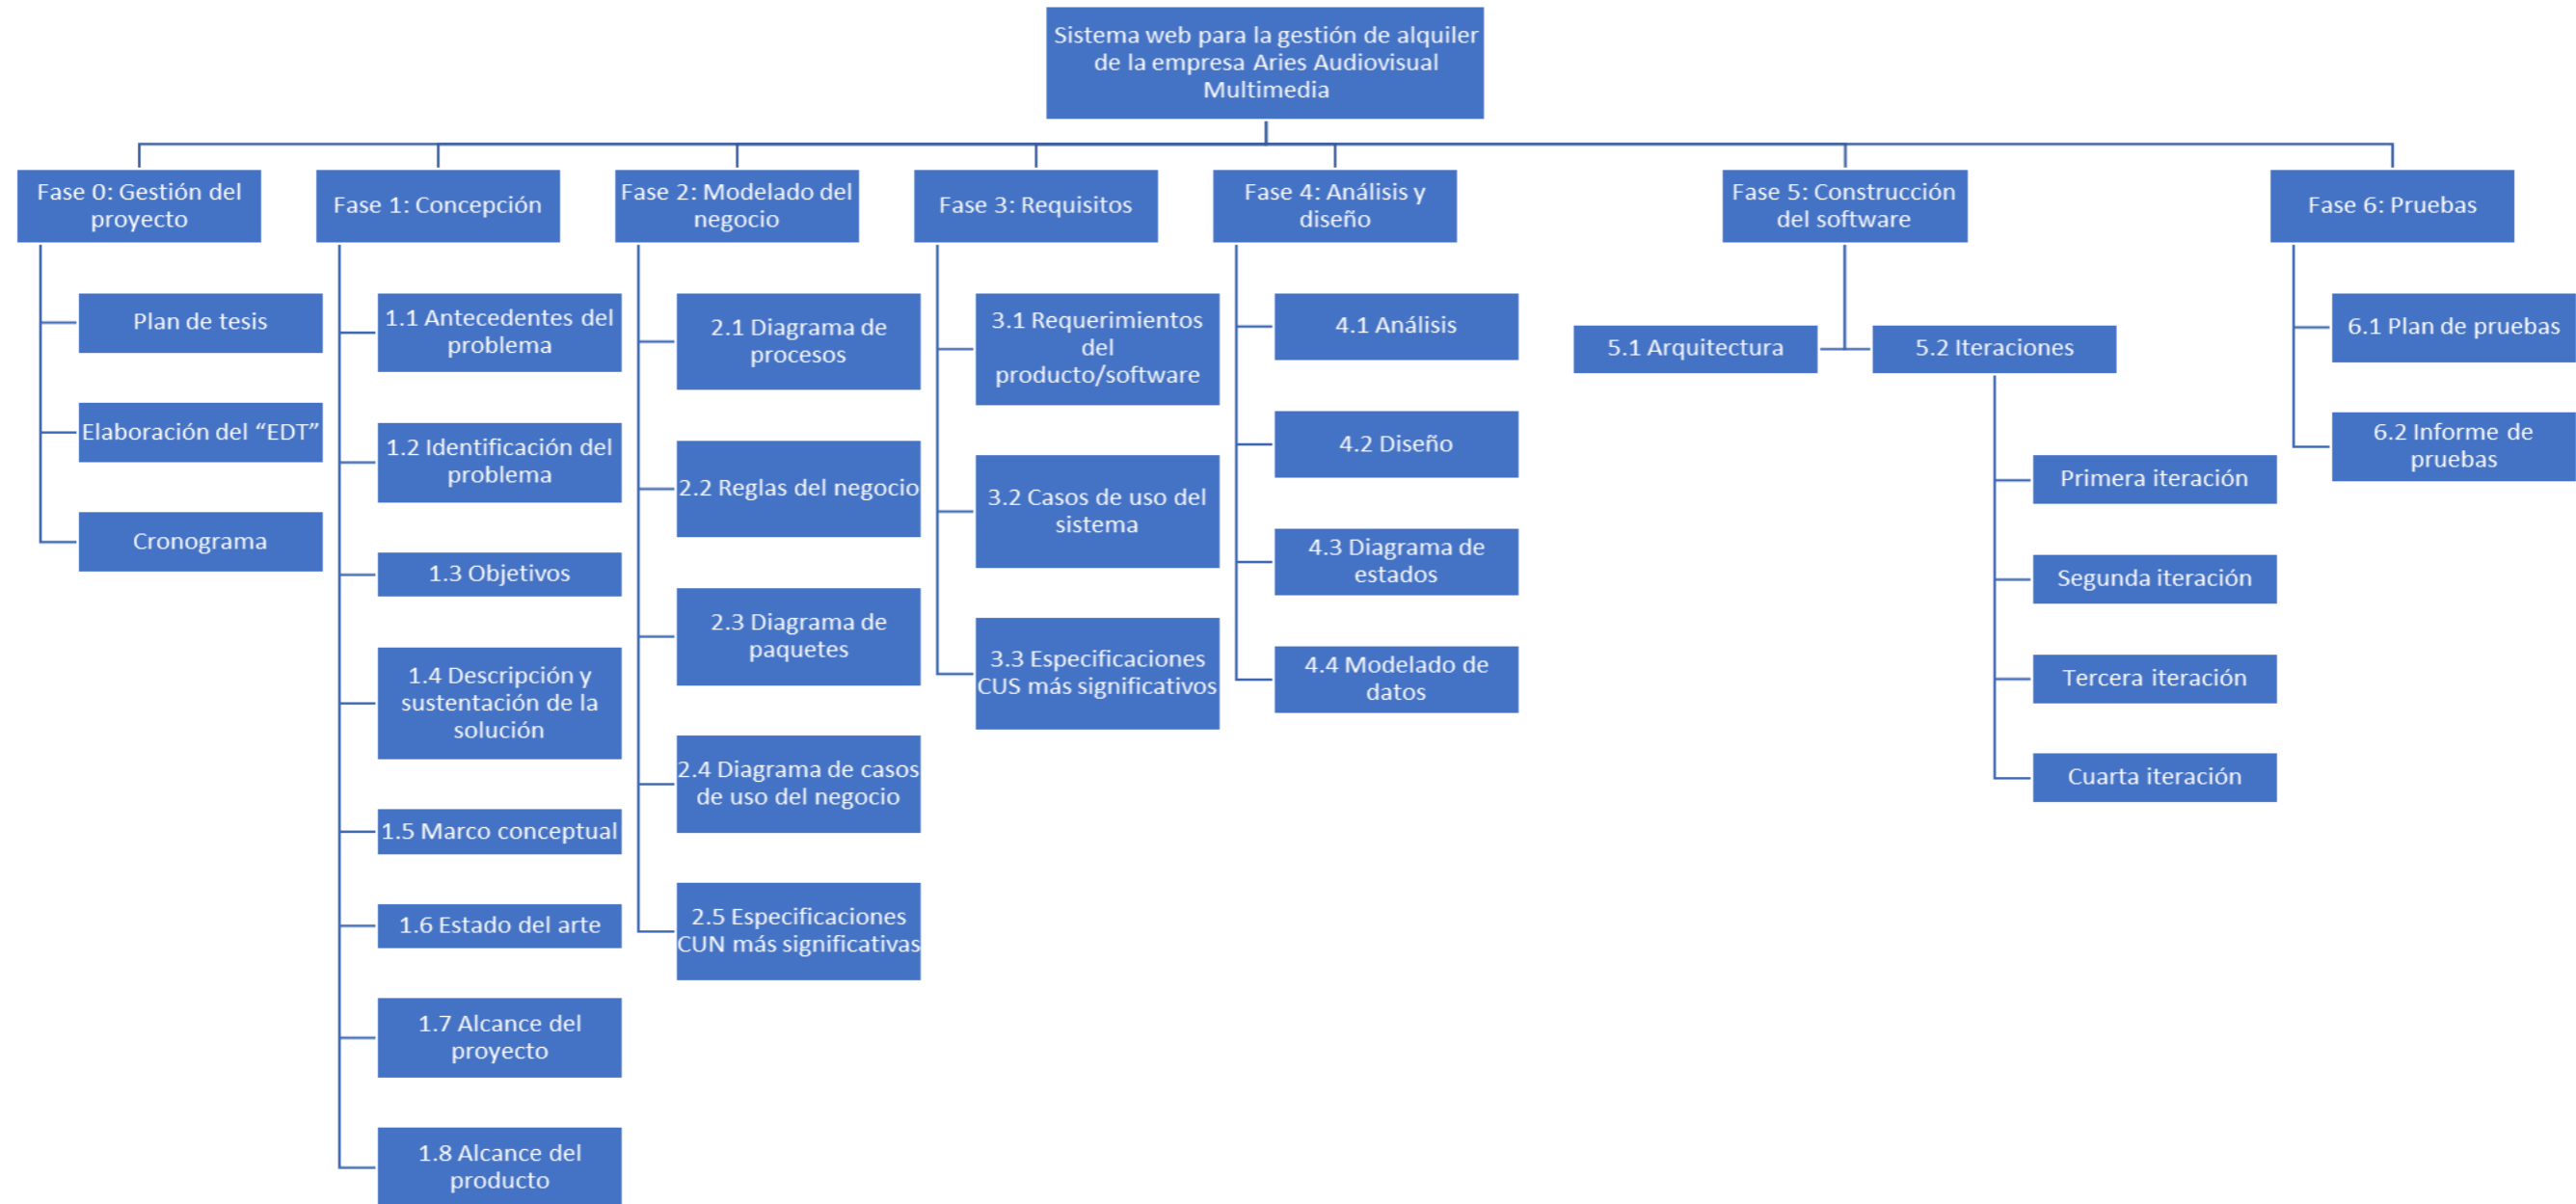 Sistema web para la gestión de alquiler
de la empresa Aries Audiovisual
Multimedia
Fase 0: Gestión del
proyecto
Plan de tesis
Elaboración del “EDT”
Cronograma
Fase 1: Concepción
1.1 Antecedentes del
problema
1.2 Identificación del
problema
1.3 Objetivos
1.4 Descripción y
sustentación de la
solución
1.5 Marco conceptual
1.6 Estado del arte
1.7 Alcance del
proyecto
1.8 Alcance del
producto
Fase 2: Modelado del
negocio
2.1 Diagrama de
procesos
2.2 Reglas del negocio
2.3 Diagrama de
paquetes
2.4 Diagrama de casos
de uso del negocio
2.5 Especificaciones
CUN más significativas
Fase 3: Requisitos
3.1 Requerimientos
del
producto/software
3.2 Casos de uso del
sistema
3.3 Especificaciones
CUS más significativos
Fase 4: Análisis y
diseño
4.1 Análisis
4.2 Diseño
4.3 Diagrama de
estados
4.4 Modelado de
datos
Fase 5: Construcción
del software
5.1 Arquitectura
5.2 Iteraciones
Primera iteración
Segunda iteración
Tercera iteración
Cuarta iteración
Fase 6: Pruebas
6.1 Plan de pruebas
6.2 Informe de
pruebas